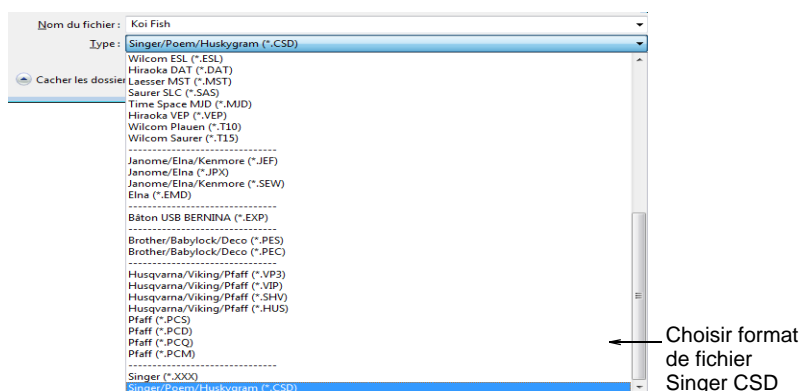 Nom du fichier : Koi Fish
Type : Singer/Poem/Huskygram (*.CSD)
Wilcom ESL (*.ESL)
Hiraoka DAT (*.DAT)
Cacher les dossier Laesser MST (*.MST)
Saurer SLC (*.SAS)
Time Space MJD (*.MJD)
Hiraoka VEP (*.VEP)
Wilcom Plauen (*.T10)
Wilcom Saurer (*.T15)
------------------------------
Janome/Elna/Kenmore (*.JEF)
Janome/Elna (*.JPX)
Janome/Elna/Kenmore (*.SEW)
Elna (*.EMD)
------------------------------
Bâton USB BERNINA (*.EXP)
------------------------------
Brother/Babylock/Deco (*.PES)
Brother/Babylock/Deco (*.PEC)
------------------------------
Husqvarna/Viking/Pfaff (*.VP3)
Husqvarna/Viking/Pfaff (*.VIP)
Husqvarna/Viking/Pfaff (*.SHV)
Husqvarna/Viking/Pfaff (*.HUS)
Pfaff (*.PCS)
Pfaff (*.PCD)
Pfaff (*.PCQ)
Pfaff (*.PCM)
------------------------------
Singer (*.XXX)
Singer/Poem/Huskygram (*.CSD)
Choisir format
de fichier
Singer CSD